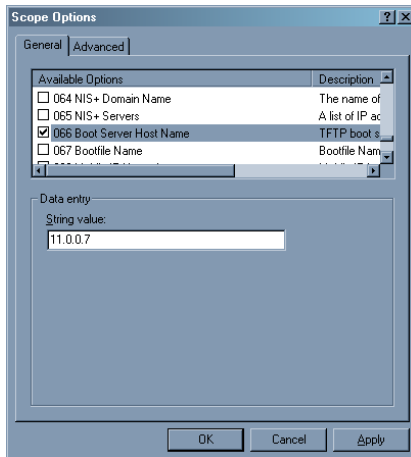 Scope Options
General Advanced
Available Options Description
064 NIS+ Domain Name The name of
065 NIS+ Servers A list of IP ac
066 Boot Server Host Name TFTP boot s
067 Bootfile Name Bootfile Nam
Data entry
String value:
11.0.0.7
OK Cancel Apply